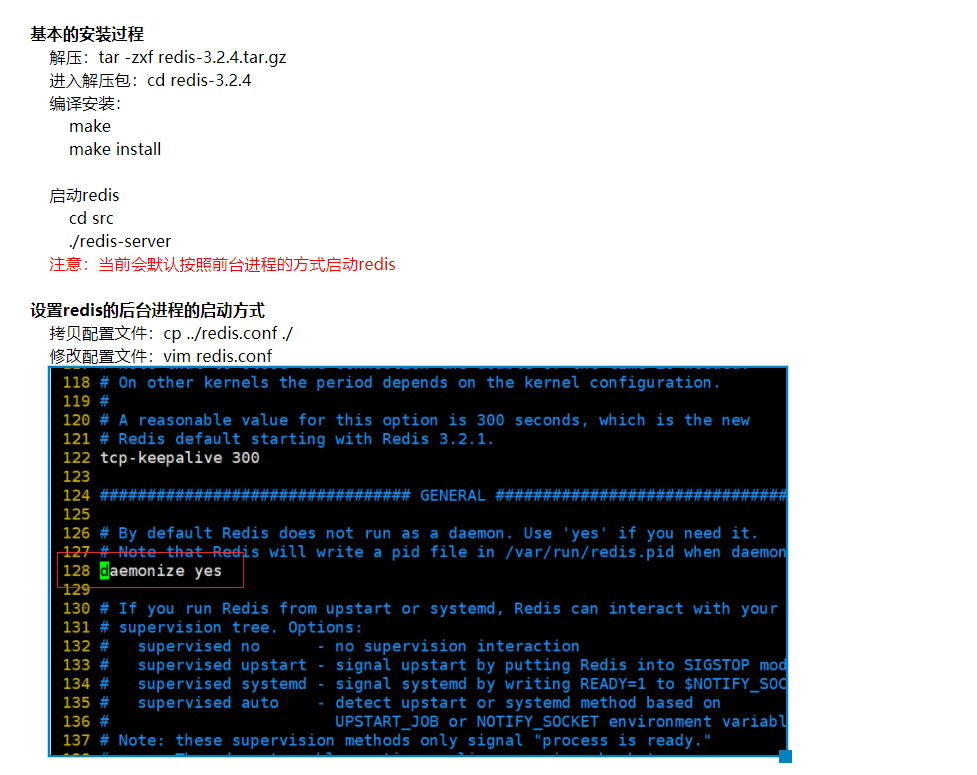 基本的安装过程
解压：tar -zxf redis-3.2.4.tar.gz
进入解压包：cd redis-3.2.4
编译安装：
make
make install
启动redis
cd src
./redis-server
注意：当前会默认按照前台进程的方式启动redis
设置redis的后台进程的启动方式
拷贝配置文件：cp ../redis.conf ./
修改配置文件：vim redis.conf
118 # On other kernels the period depends on the kernel configuration.
119 #
120 # A reasonable value for this option is 300 seconds, which is the new
121 # Redis default starting with Redis 3.2.1.
122 tcp-keepalive 300
123
124 ################################# GENERAL ###############################
125
126 # By default Redis does not run as a daemon. Use 'yes' if you need it.
127 # Note that Redis will write a pid file in /var/run/redis.pid when daemon
128 daemonize yes
129
130 # If you run Redis from upstart or systemd, Redis can interact with your
131 # supervision tree. Options:
132 #   supervised no      - no supervision interaction
133 #   supervised upstart - signal upstart by putting Redis into SIGSTOP mod
134 #   supervised systemd - signal systemd by writing READY=1 to $NOTIFY_SOC
135 #   supervised auto    - detect upstart or systemd method based on
136 #                        UPSTART_JOB or NOTIFY_SOCKET environment variabl
137 # Note: these supervision methods only signal "process is ready."